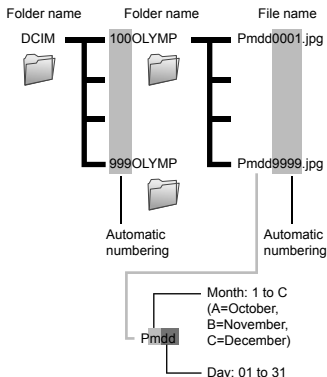 Folder name
Folder name
File name
DCIM
100OLYMP
Pmdd0001.jpg
999OLYMP
Pmdd9999.jpg
Automatic
numbering
Automatic
numbering
Month: 1 to C
(A=October,
B=November,
C=December)
Pmdd
Day: 01 to 31